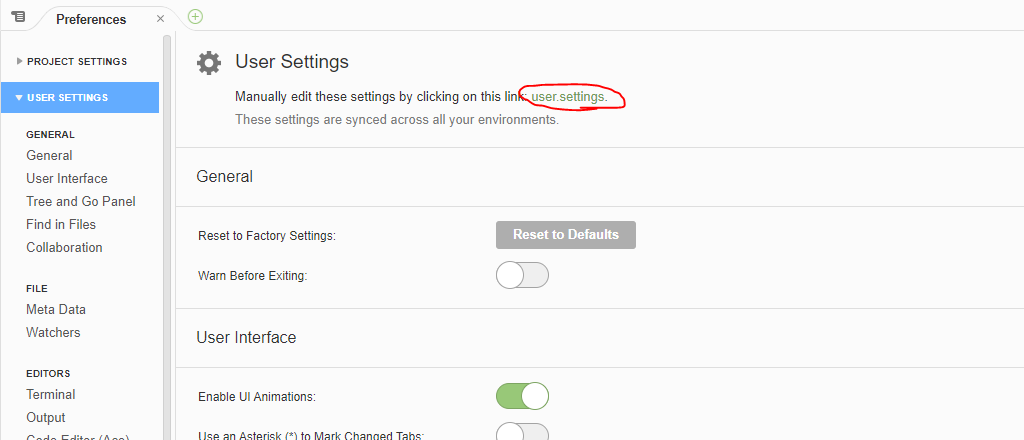 Preferences
PROJECT SETTINGS
USER SETTINGS
GENERAL
General
User Interface
Tree and Go Panel
Find in Files
Collaboration
FILE
Meta Data
Watchers
EDITORS
Terminal
Output
Code Editor (Ace)
User Settings
Manually edit these settings by clicking on this link: user.settings.
These settings are synced across all your environments.
General
Reset to Factory Settings:
Reset to Defaults
Warn Before Exiting:
User Interface
Enable UI Animations:
Use an Asterisk (*) to Mark Changed Tabs: